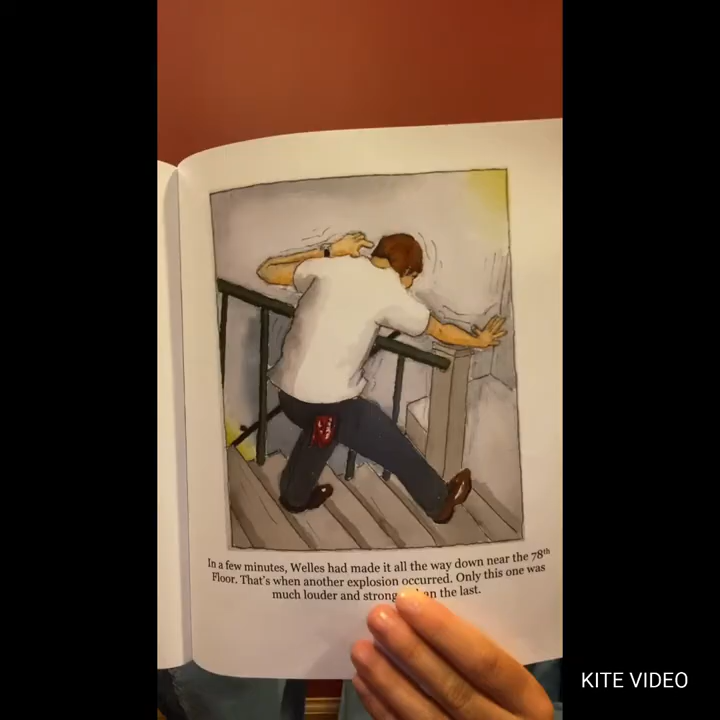 In a few minutes, Welles had made it all the way down near the 78th
Floor. That's when another explosion occurred. Only this one was
much louder and strong the last.
KITE VIDEO